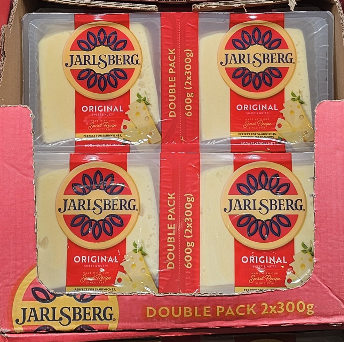 JARLSBERG
ORIGINAL
DOUBLE PACK
600g (2x300g)
JARLSBERG
ORIGINAL
JARLSBERG
ORIGINAL
DOUBLE PACK
600g (2x300g)
JARLSBERG
ORIGINAL
JARLSBERG
DOUBLE PACK 2x300g